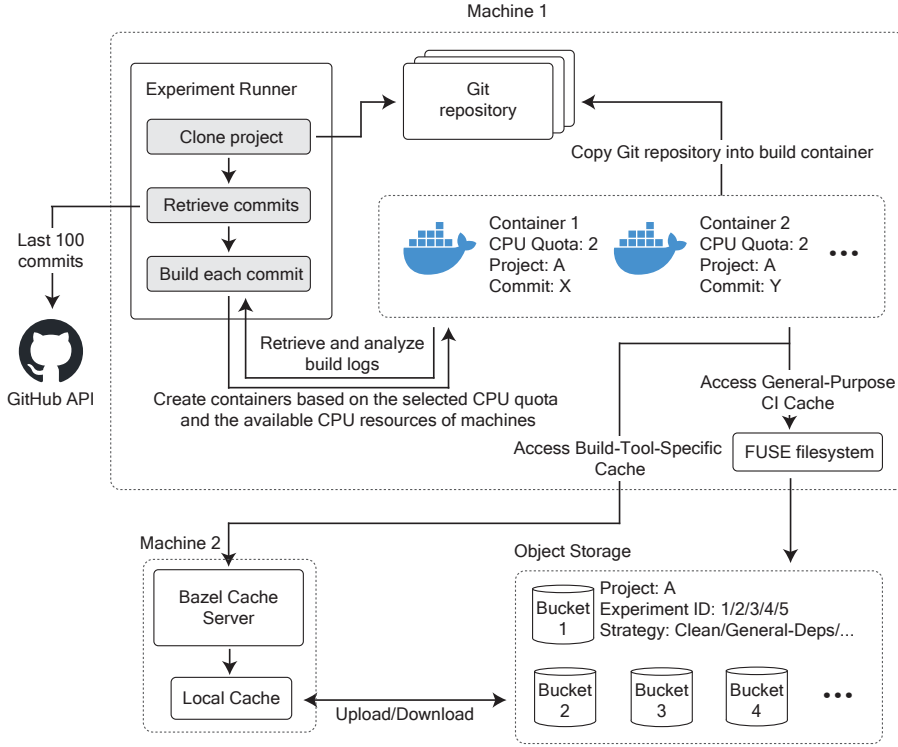 Machine 1
Experiment Runner
Clone project
Retrieve commits
Build each commit
Git
repository
Copy Git repository into build container
Container 1
CPU Quota: 2
Project: A
Commit: X
Container 2
CPU Quota: 2
Project: A
Commit: Y
...
Last 100
commits
GitHub API
Retrieve and analyze
build logs
Create containers based on the selected CPU quota
and the available CPU resources of machines
Access General-Purpose
CI Cache
FUSE filesystem
Access Build-Tool-Specific
Cache
Machine 2
Bazel Cache
Server
Local Cache
Upload/Download
Object Storage
Bucket
1
Project: A
Experiment ID: 1/2/3/4/5
Strategy: Clean/General-Deps/...
Bucket
2
Bucket
3
Bucket
4
...